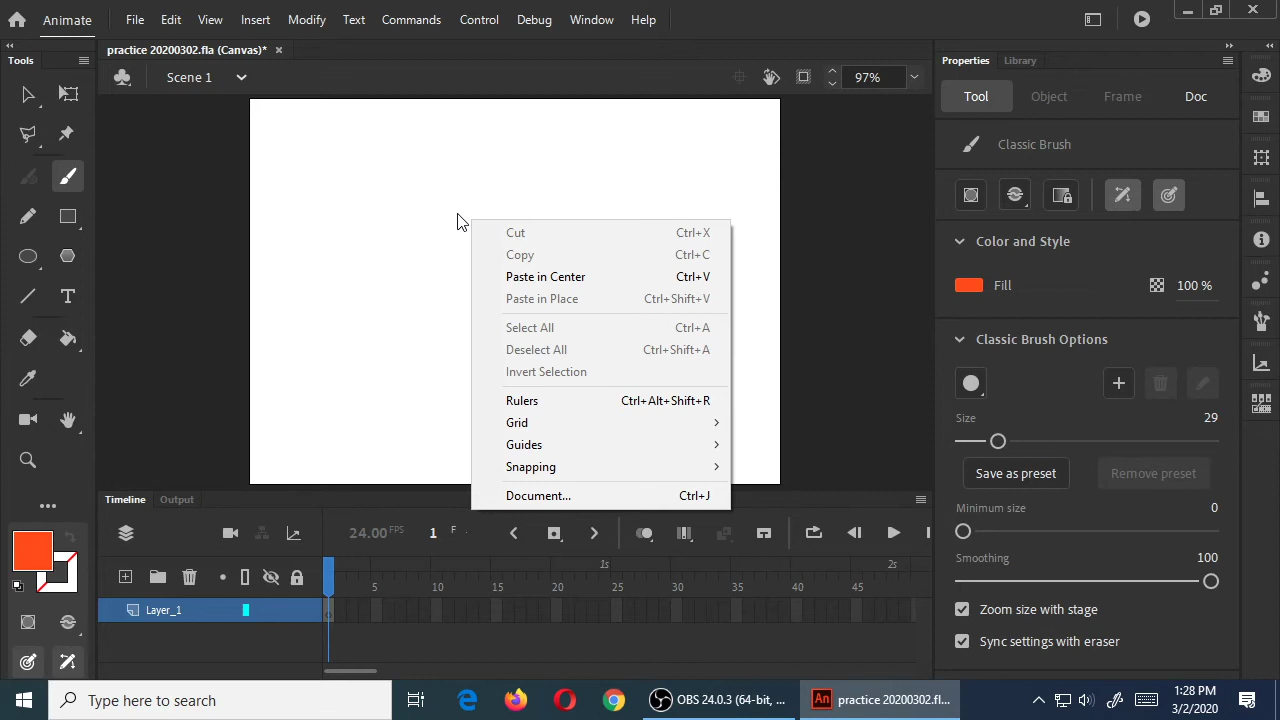 Animate
File
Edit
View
Insert
Modify
Text
Commands
Control
Debug
Window
Help
Tools
practice 20200302.fla (Canvas)*
Scene 1
97%
Cut Ctrl+X
Copy Ctrl+C
Paste in Center Ctrl+V
Paste in Place Ctrl+Shift+V
Select All Ctrl+A
Deselect All Ctrl+Shift+A
Invert Selection
Rulers Ctrl+Alt+Shift+R
Grid
Guides
Snapping
Document... Ctrl+J
Properties Library
Tool Object Frame Doc
Classic Brush
Color and Style
Fill 100 %
Classic Brush Options
Size 29
Save as preset Remove preset
Minimum size 0
Smoothing 100
Zoom size with stage
Sync settings with eraser
Timeline Output
24.00 FPS 1 F
1s 2s
5 10 15 20 25 30 35 40 45
Layer_1
Type here to search
OBS 24.0.3 (64-bit, ...
An practice 20200302.fl...
1:28 PM
3/2/2020